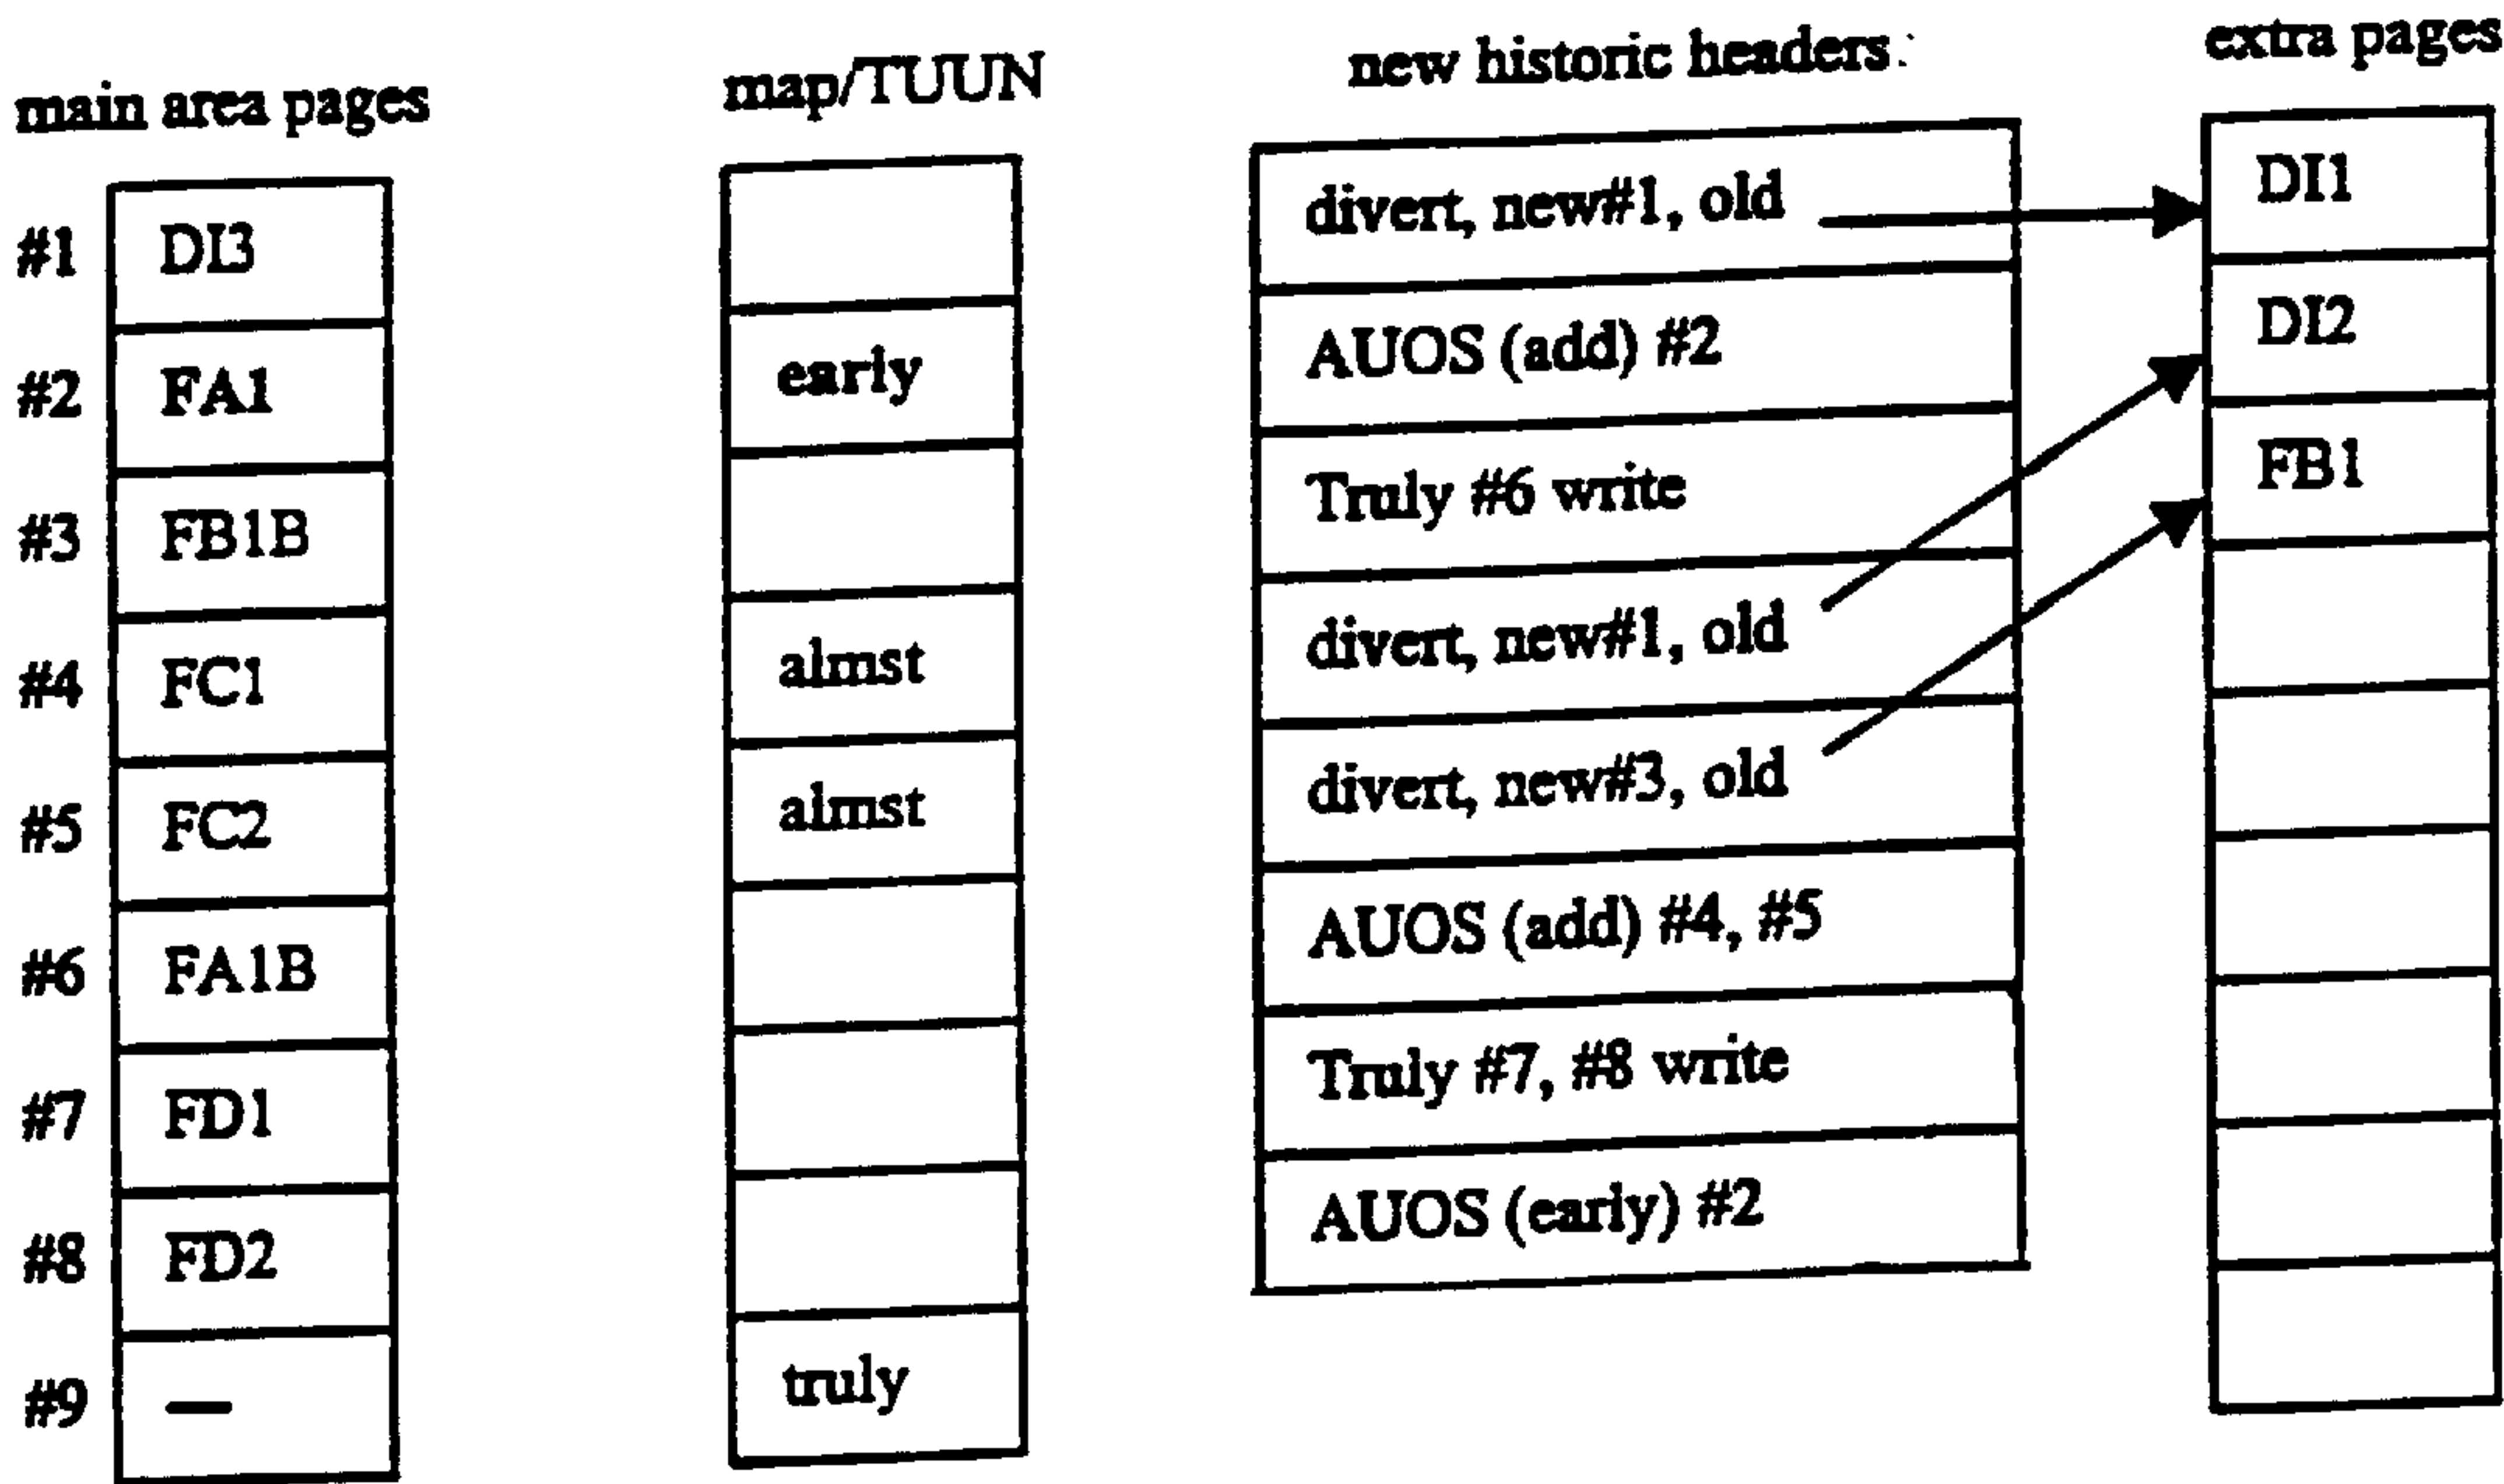 main area pages
#1 DI3
#2 FA1
#3 FB1B
#4 FC1
#5 FC2
#6 FA1B
#7 FD1
#8 FD2
#9 —
map/TUUN
early
almst
almst
truly
new historic headers:
divert, new#1, old
AUOS (add) #2
Truly #6 write
divert, new#1, old
divert, new#3, old
AUOS (add) #4, #5
Truly #7, #8 write
AUOS (early) #2
extra pages
DI1
DI2
FB1